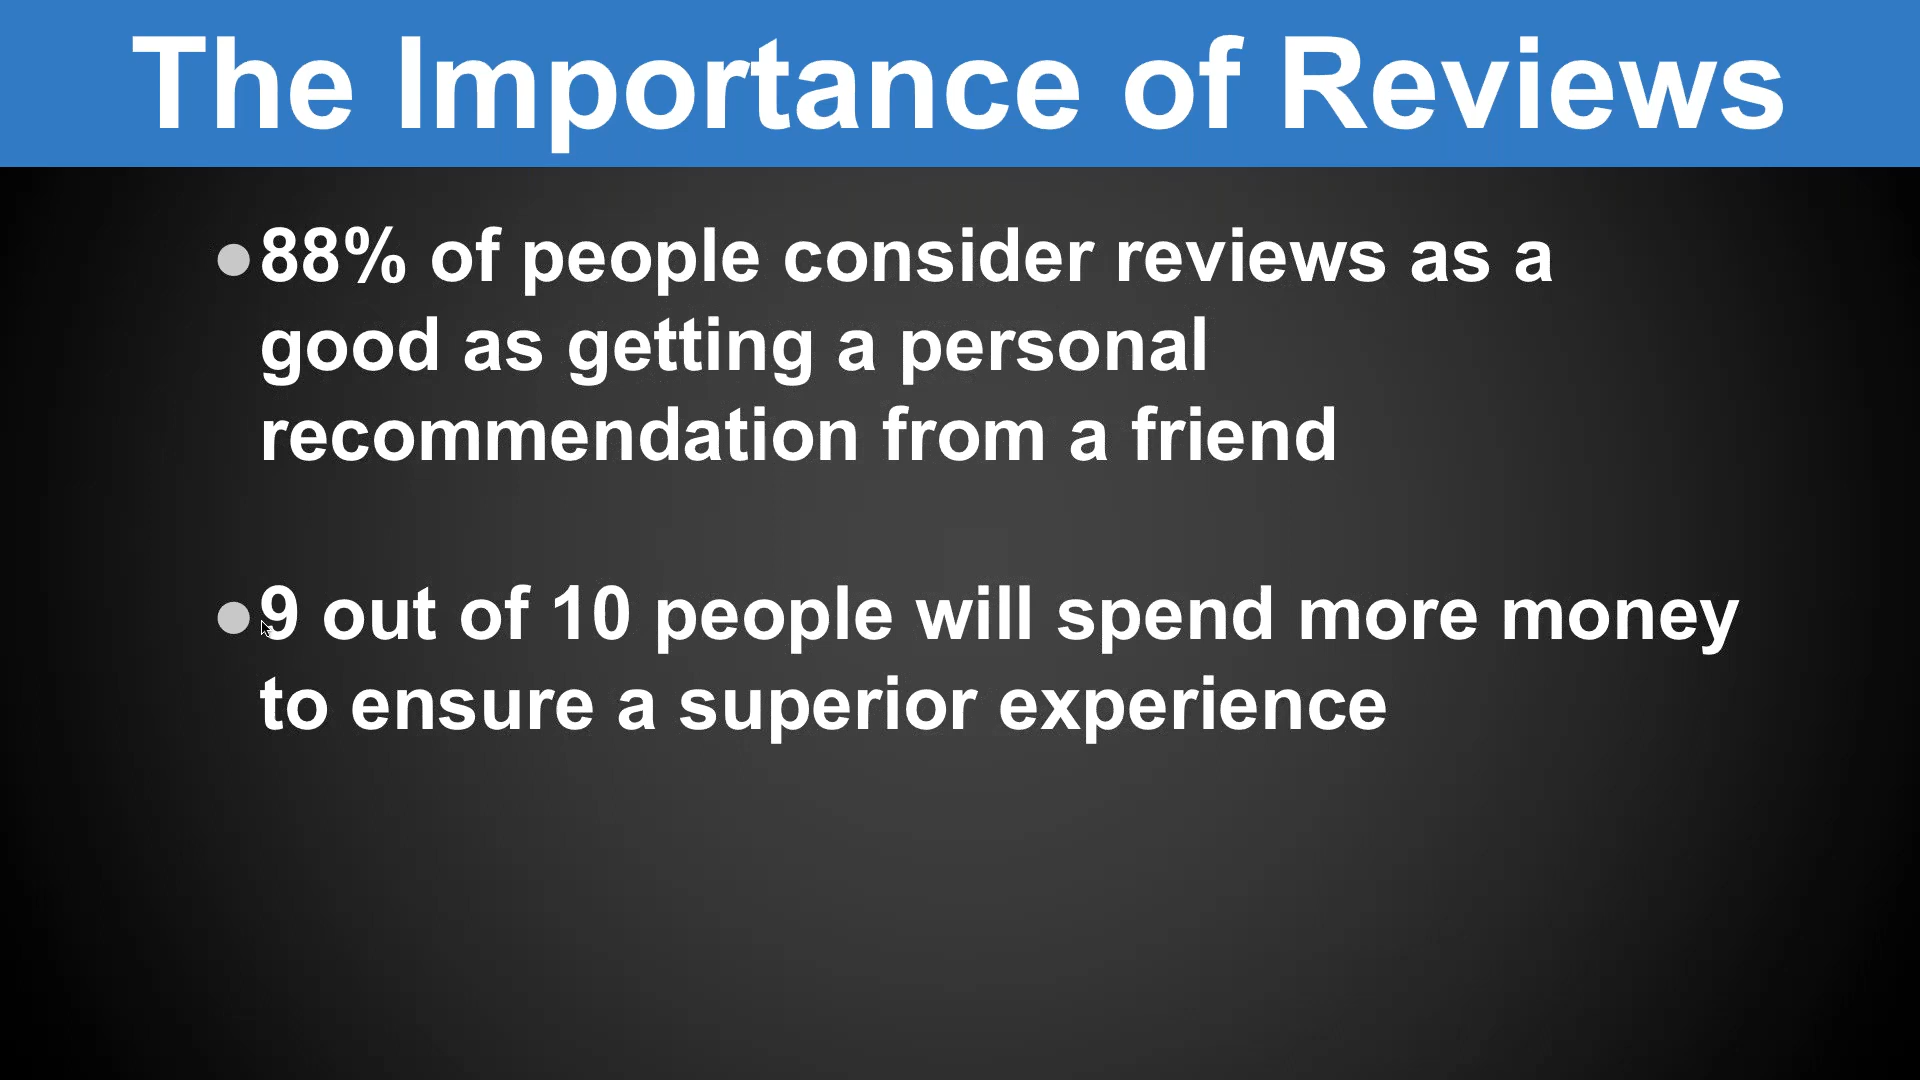 The Importance of Reviews
●88% of people consider reviews as a
good as getting a personal
recommendation from a friend
●9 out of 10 people will spend more money
to ensure a superior experience